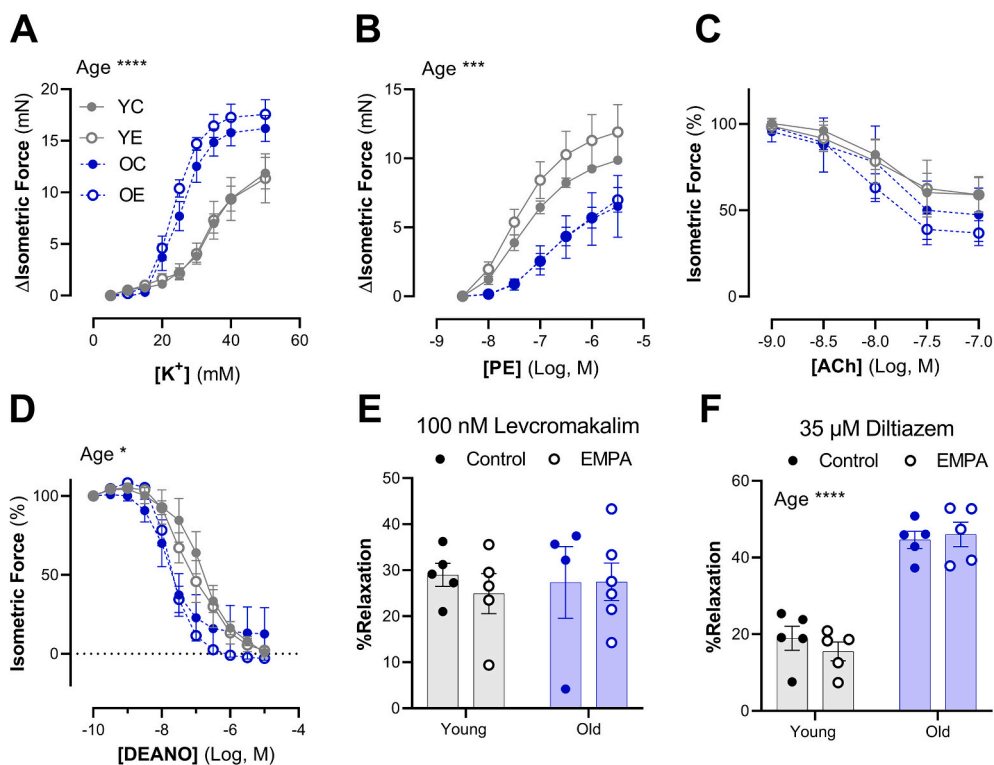 A
Age ****
ΔIsometric Force (mN)
20
15
10
5
0
YC
YE
OC
OE
0 20 40 60
[K+] (mM)
B
Age ***
ΔIsometric Force (mN)
15
10
5
0
-9 -8 -7 -6 -5
[PE] (Log, M)
C
Isometric Force (%)
100
50
0
-9.0 -8.5 -8.0 -7.5 -7.0
[ACh] (Log, M)
D
Age *
Isometric Force (%)
100
50
0
-10 -8 -6 -4
[DEANO] (Log, M)
E
100 nM Levcromakalim
Control EMPA
%Relaxation
50
40
30
20
10
0
Young Old
F
35 µM Diltiazem
Control EMPA
Age ****
%Relaxation
60
40
20
0
Young Old